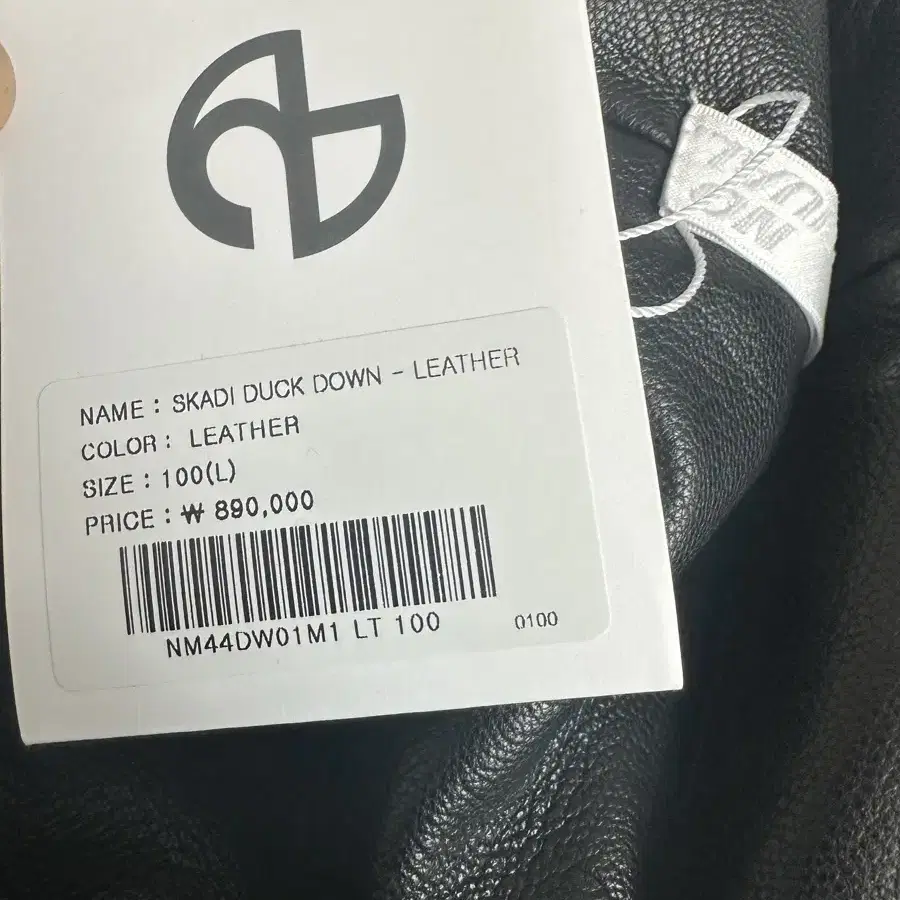 NAME : SKADI DUCK DOWN - LEATHER
COLOR : LEATHER
SIZE : 100(L)
PRICE : ₩ 890,000
NM44DW01M1 LT 100
0100